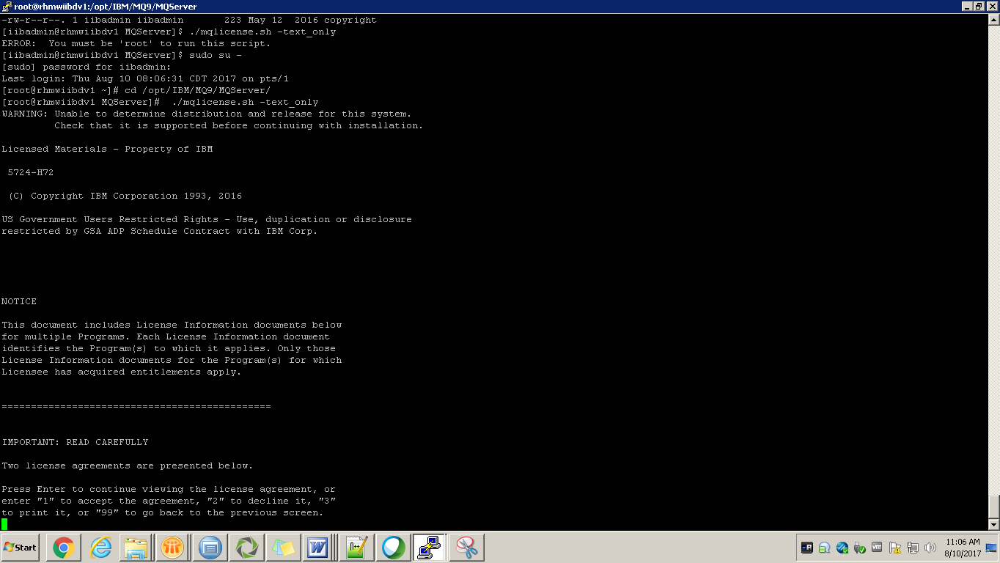 root@rhmwiibdv1:/opt/IBM/MQ9/MQServer
-rw-r--r--. 1 iibadmin iibadmin       223 May 12  2016 copyright
[iibadmin@rhmwiibdv1 MQServer]$ ./mqlicense.sh -text_only
ERROR:  You must be 'root' to run this script.
[iibadmin@rhmwiibdv1 MQServer]$ sudo su -
[sudo] password for iibadmin:
Last login: Thu Aug 10 08:06:31 CDT 2017 on pts/1
[root@rhmwiibdv1 ~]# cd /opt/IBM/MQ9/MQServer/
[root@rhmwiibdv1 MQServer]#  ./mqlicense.sh -text_only
WARNING: Unable to determine distribution and release for this system.
         Check that it is supported before continuing with installation.
Licensed Materials - Property of IBM
 5724-H72
 (C) Copyright IBM Corporation 1993, 2016
US Government Users Restricted Rights - Use, duplication or disclosure
restricted by GSA ADP Schedule Contract with IBM Corp.
NOTICE
This document includes License Information documents below
for multiple Programs. Each License Information document
identifies the Program(s) to which it applies. Only those
License Information documents for the Program(s) for which
Licensee has acquired entitlements apply.
==============================================
IMPORTANT: READ CAREFULLY
Two license agreements are presented below.
Press Enter to continue viewing the license agreement, or
enter "1" to accept the agreement, "2" to decline it, "3"
to print it, or "99" to go back to the previous screen.
Start
11:06 AM
8/10/2017